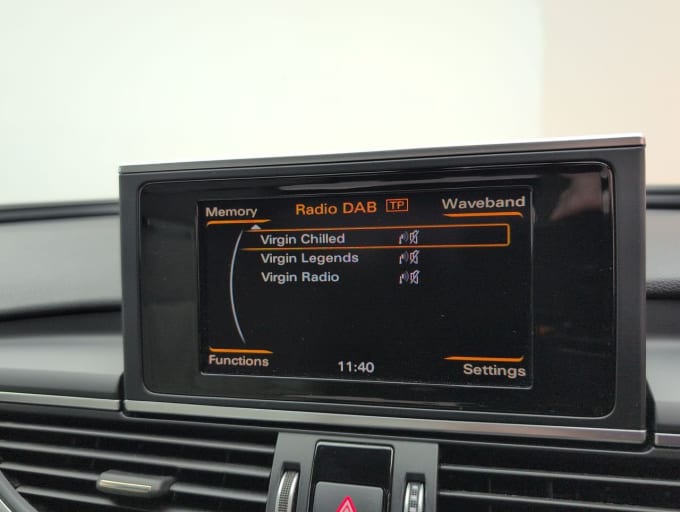 Memory Radio DAB TP Waveband
Virgin Chilled
Virgin Legends
Virgin Radio
Functions 11:40 Settings